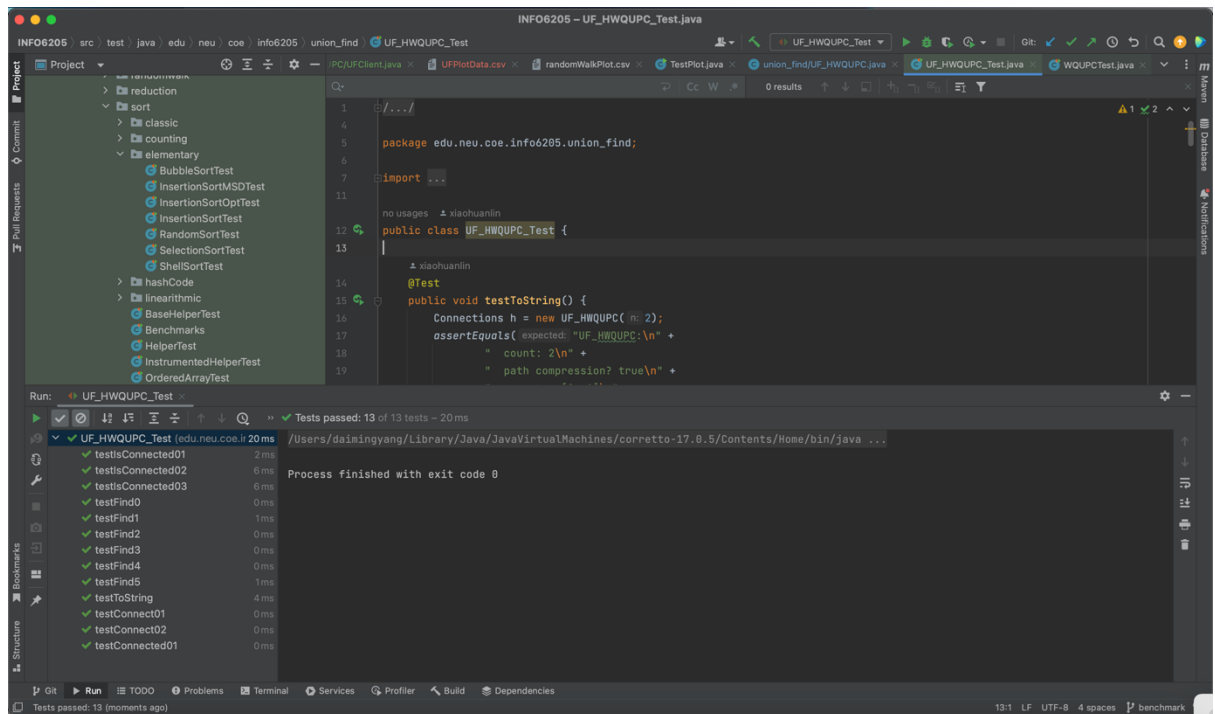 INFO6205 – UF_HWQUPC_Test.java
INFO6205 〉 src 〉 test 〉 java 〉 edu 〉 neu 〉 coe 〉 info6205 〉 union_find 〉 UF_HWQUPC_Test
UF_HWQUPC_Test
Git:
Project
/PC/UFClient.java × UFPlotData.csv × randomWalkPlot.csv × TestPlot.java × union_find/UF_HWQUPC.java × UF_HWQUPC_Test.java × WQUPCTest.java ×
Cc W .* 0 results
reduction
sort
classic
counting
elementary
BubbleSortTest
InsertionSortMSDTest
InsertionSortOptTest
InsertionSortTest
RandomSortTest
SelectionSortTest
ShellSortTest
hashCode
linearithmic
BaseHelperTest
Benchmarks
HelperTest
InstrumentedHelperTest
OrderedArrayTest
1 /.../
4
5 package edu.neu.coe.info6205.union_find;
6
7 import ...
11
no usages xiaohuanlin
12 public class UF_HWQUPC_Test {
13
xiaohuanlin
14 @Test
15 public void testToString() {
16 Connections h = new UF_HWQUPC( n: 2);
17 assertEquals( expected: "UF_HWQUPC:\n" +
18 "  count: 2\n" +
19 "  path compression? true\n" +
1 2
Project
Commit
Pull Requests
Bookmarks
Structure
Maven
Database
Notifications
Run: UF_HWQUPC_Test ×
Tests passed: 13 of 13 tests – 20 ms
UF_HWQUPC_Test (edu.neu.coe.ir 20 ms
testIsConnected01 2 ms
testIsConnected02 6 ms
testIsConnected03 6 ms
testFind0 0 ms
testFind1 1 ms
testFind2 0 ms
testFind3 0 ms
testFind4 0 ms
testFind5 1 ms
testToString 4 ms
testConnect01 0 ms
testConnect02 0 ms
testConnected01 0 ms
/Users/daimingyang/Library/Java/JavaVirtualMachines/corretto-17.0.5/Contents/Home/bin/java ...
Process finished with exit code 0
Git Run TODO Problems Terminal Services Profiler Build Dependencies
Tests passed: 13 (moments ago)
13:1 LF UTF-8 4 spaces benchmark